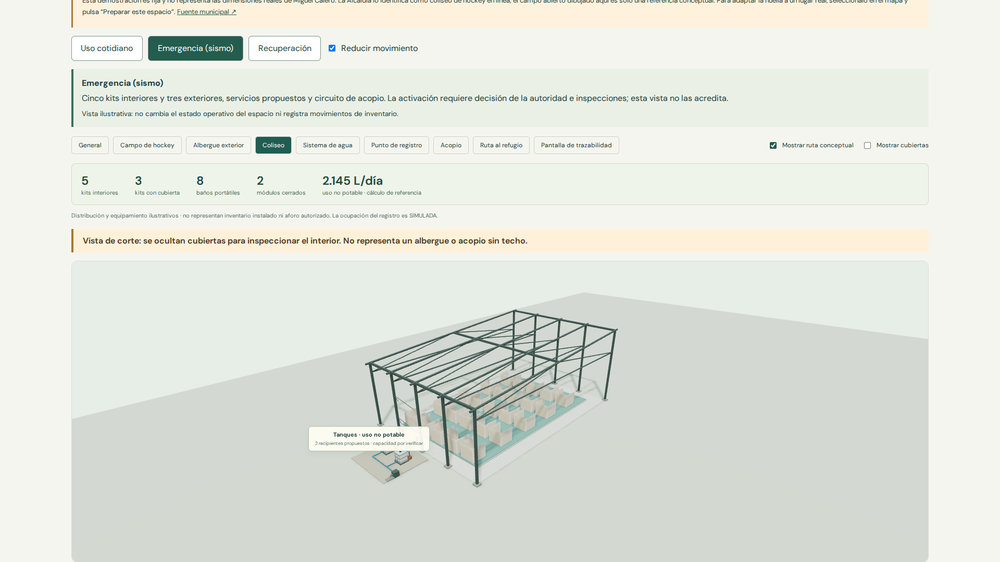 Esta demostración es fija y no representa las dimensiones reales de Miguel Calero. La Alcaldía lo identifica como coliseo de hockey en línea; el campo abierto dibujado aquí es solo una referencia conceptual. Para adaptar la huella a un lugar real, selecciónalo en el mapa y
pulsa “Preparar este espacio”. Fuente municipal ↗
Uso cotidiano
Emergencia (sismo)
Recuperación
Reducir movimiento
Emergencia (sismo)
Cinco kits interiores y tres exteriores, servicios propuestos y circuito de acopio. La activación requiere decisión de la autoridad e inspecciones; esta vista no las acredita.
Vista ilustrativa: no cambia el estado operativo del espacio ni registra movimientos de inventario.
General
Campo de hockey
Albergue exterior
Coliseo
Sistema de agua
Punto de registro
Acopio
Ruta al refugio
Pantalla de trazabilidad
Mostrar ruta conceptual
Mostrar cubiertas
5
kits interiores
3
kits con cubierta
8
baños portátiles
2
módulos cerrados
2.145 L/día
uso no potable · cálculo de referencia
Distribución y equipamiento ilustrativos · no representan inventario instalado ni aforo autorizado. La ocupación del registro es SIMULADA.
Vista de corte: se ocultan cubiertas para inspeccionar el interior. No representa un albergue o acopio sin techo.
Tanques · uso no potable
2 recipientes propuestos · capacidad por verificar